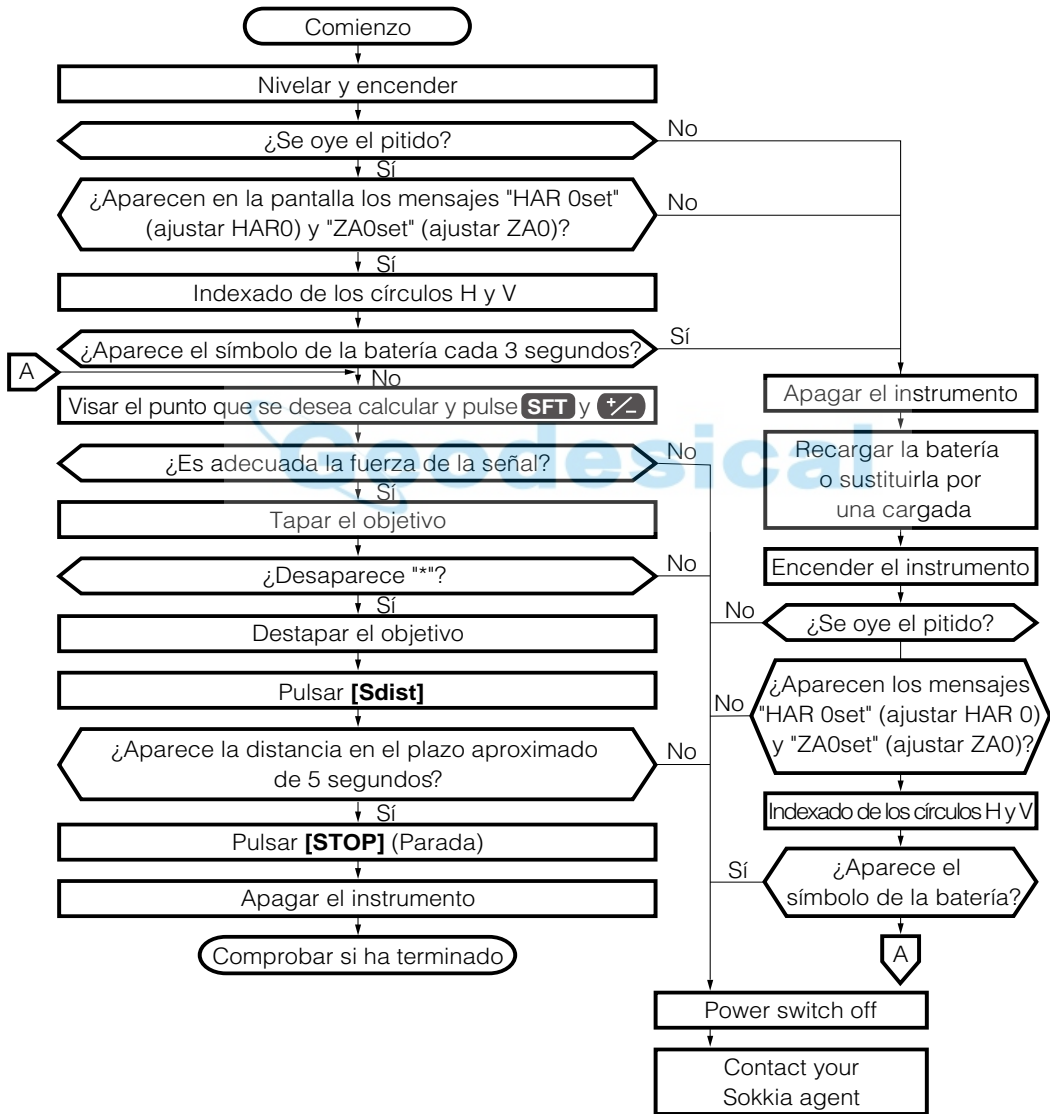 Comienzo
Nivelar y encender
¿Se oye el pitido?
No
Sí
¿Aparecen en la pantalla los mensajes "HAR 0set"
(ajustar HAR0) y "ZA0set" (ajustar ZA0)?
No
Sí
Indexado de los círculos H y V
¿Aparece el símbolo de la batería cada 3 segundos?
Sí
A
No
Visar el punto que se desea calcular y pulse SFT y +/−
¿Es adecuada la fuerza de la señal?
No
Sí
Tapar el objetivo
¿Desaparece "*"?
No
Sí
Destapar el objetivo
Pulsar [Sdist]
¿Aparece la distancia en el plazo aproximado
de 5 segundos?
No
Sí
Pulsar [STOP] (Parada)
Apagar el instrumento
Comprobar si ha terminado
Apagar el instrumento
Recargar la batería
o sustituirla por
una cargada
Encender el instrumento
No
¿Se oye el pitido?
No
¿Aparecen los mensajes
"HAR 0set" (ajustar HAR 0)
y "ZA0set" (ajustar ZA0)?
Indexado de los círculos H y V
Sí
¿Aparece el
símbolo de la batería?
A
Power switch off
Contact your
Sokkia agent
Geodesical